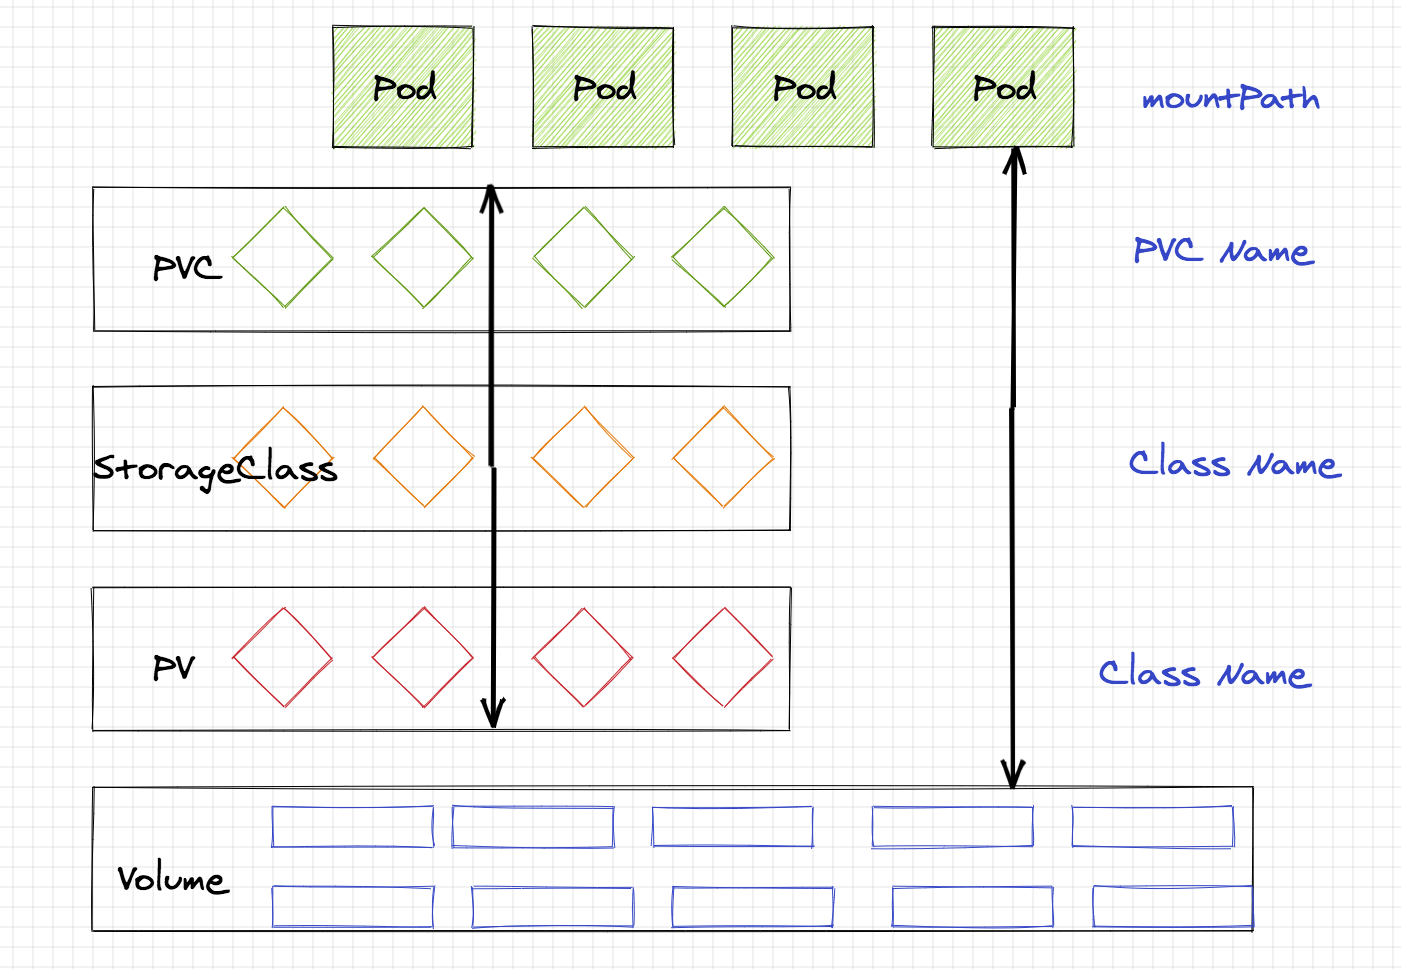 Pod
Pod
Pod
Pod
mountPath
PVC
PVC Name
StorageClass
Class Name
PV
Class Name
Volume